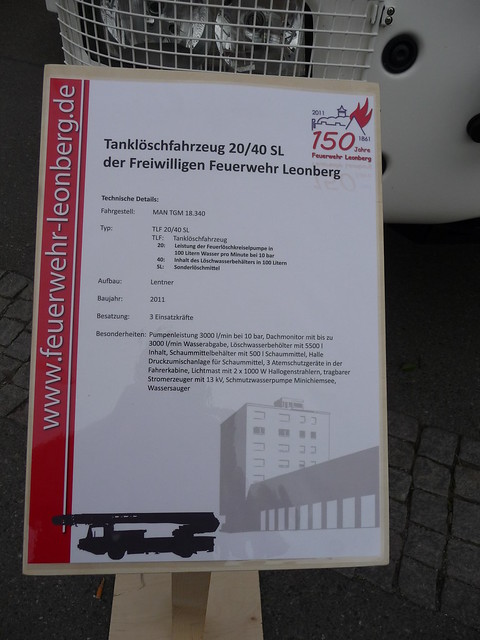 www.feuerwehr-leonberg.de
2011
1861
150
Jahre
Feuerwehr Leonberg
Tanklöschfahrzeug 20/40 SL
der Freiwilligen Feuerwehr Leonberg
Technische Details:
Fahrgestell: MAN TGM 18.340
Typ: TLF 20/40 SL
TLF: Tanklöschfahrzeug
20: Leistung der Feuerlöschkreiselpumpe in
100 Litern Wasser pro Minute bei 10 bar
40: Inhalt des Löschwasserbehälters in 100 Litern
SL: Sonderlöschmittel
Aufbau: Lentner
Baujahr: 2011
Besatzung: 3 Einsatzkräfte
Besonderheiten: Pumpenleistung 3000 l/min bei 10 bar, Dachmonitor mit bis zu
3000 l/min Wasserabgabe, Löschwasserbehölter mit 5500 l
Inhalt, Schaummittelbehälter mit 500 l Schaummittel, Halle
Druckzumischanlage für Schaummittel, 3 Atemschutzgeräte in der
Fahrerkabine, Lichtmast mit 2 x 1000 W Hallogenstrahlern, tragbarer
Stromerzeuger mit 13 kV, Schmutzwasserpumpe Minichiemsee,
Wassersauger